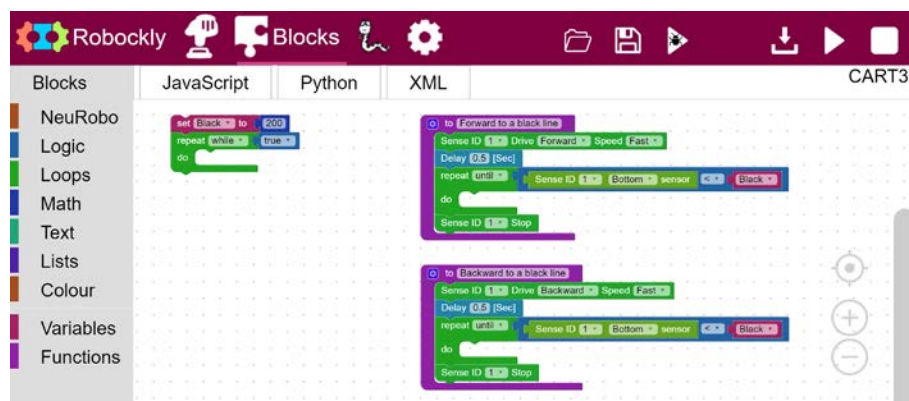 Robockly Blocks
CART3
Blocks JavaScript Python XML
NeuRobo
Logic
Loops
Math
Text
Lists
Colour
Variables
Functions
set Black to 200
repeat while true
do
to Forward to a black line
Sense ID 1 Drive Forward Speed Fast
Delay 0.5 [Sec]
repeat until Sense ID 1 Bottom sensor < Black
do
Sense ID 1 Stop
to Backward to a black line
Sense ID 1 Drive Backward Speed Fast
Delay 0.5 [Sec]
repeat until Sense ID 1 Bottom sensor < Black
do
Sense ID 1 Stop